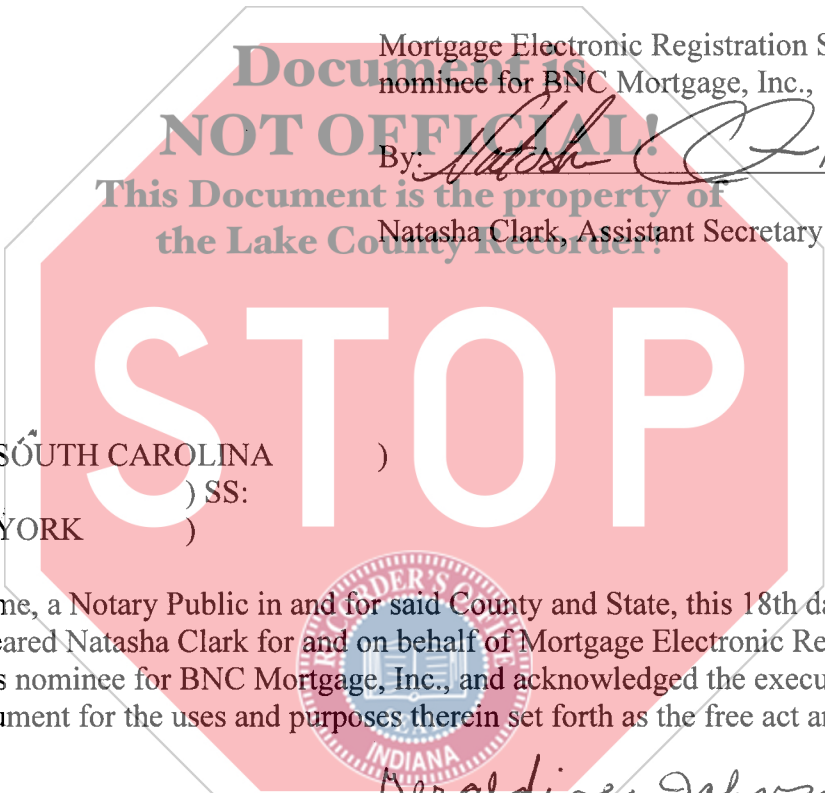 Mortgage Electronic Registration S
Document is
nominee for BNC Mortgage, Inc.,
NOT OFFICIAL!
By: Natash C
This Document is the property of
Natasha Clark, Assistant Secretary
the Lake County Recorder!
STOP
SOUTH CAROLINA )
) SS:
YORK )
me, a Notary Public in and for said County and State, this 18th da
eared Natasha Clark for and on behalf of Mortgage Electronic Re
s nominee for BNC Mortgage, Inc., and acknowledged the execu
ument for the uses and purposes therein set forth as the free act a
RECORDER'S OFFICE
SEAL
INDIANA
Geraldine